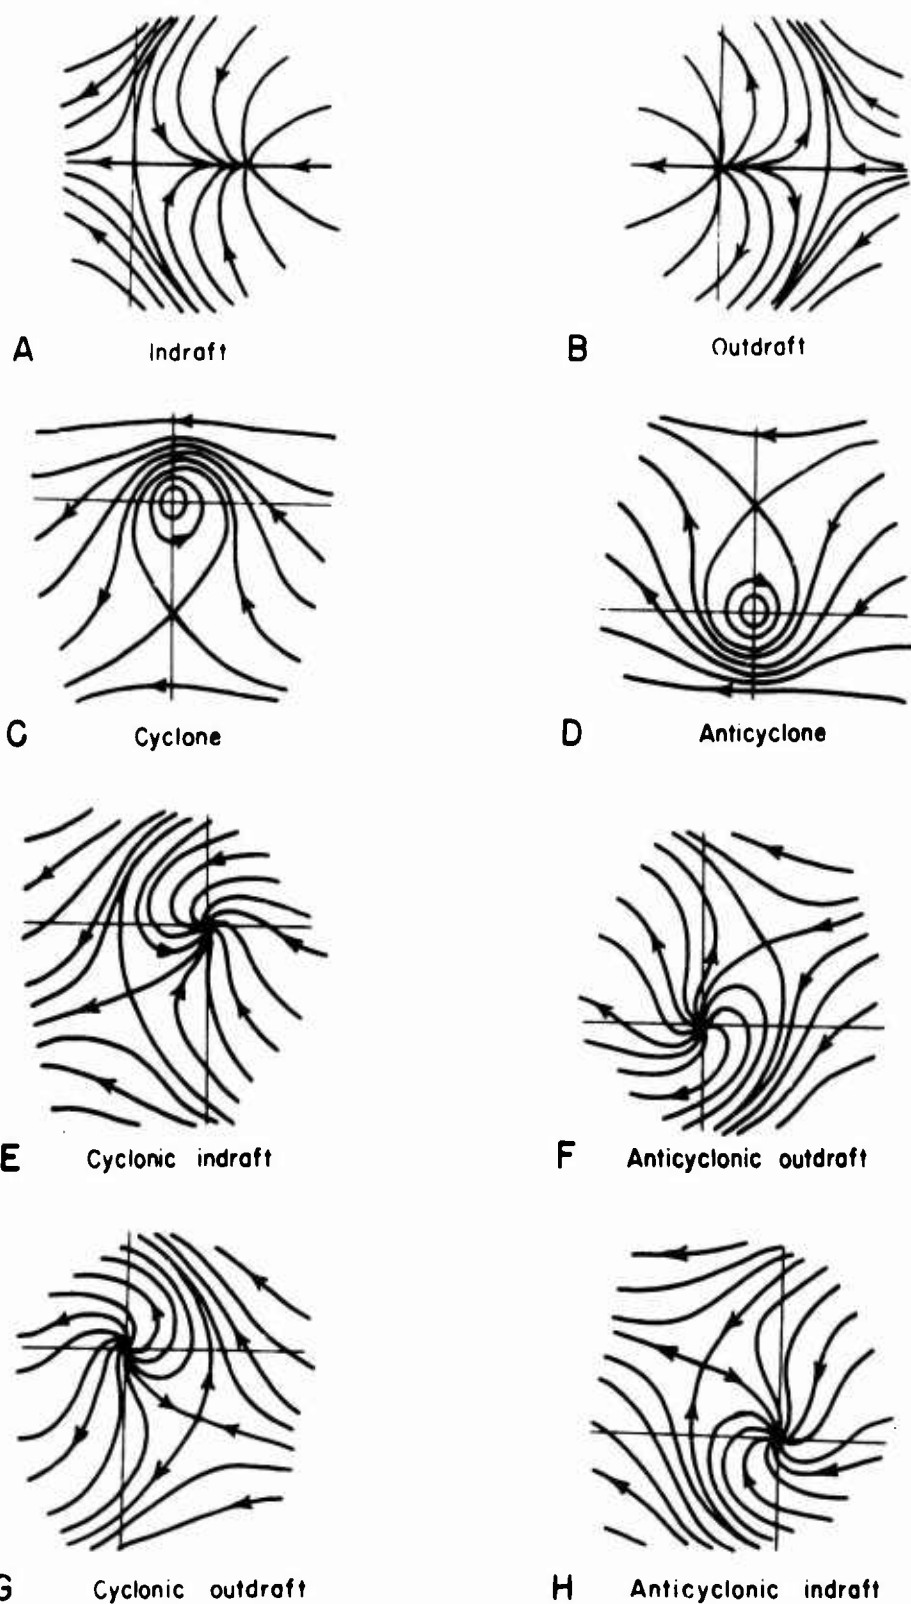 A Indraft
B Outdraft
C Cyclone
D Anticyclone
E Cyclonic indraft
F Anticyclonic outdraft
G Cyclonic outdraft
H Anticyclonic indraft